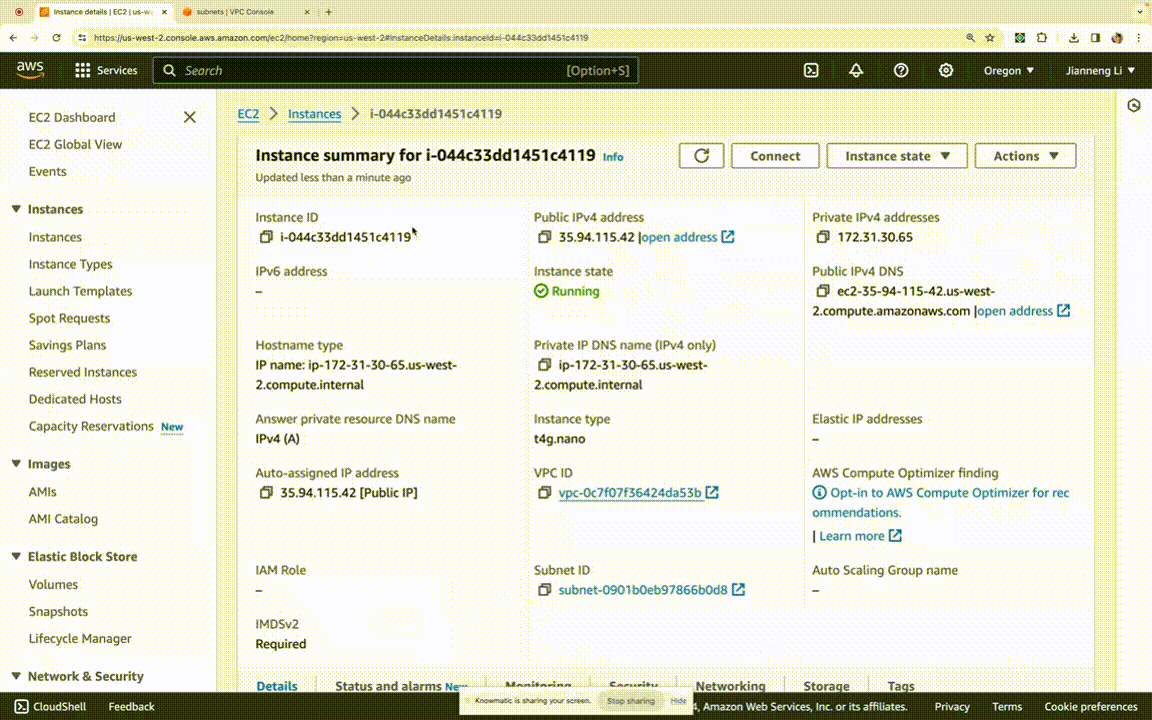 Instance details | EC2 | us-w
subnets | VPC Console
https://us-west-2.console.aws.amazon.com/ec2/home?region=us-west-2#InstanceDetails:instanceId=i-044c33dd1451c4119
aws
Services
Search
[Option+S]
Oregon
Jianneng Li
EC2 Dashboard
EC2 Global View
Events
Instances
Instances
Instance Types
Launch Templates
Spot Requests
Savings Plans
Reserved Instances
Dedicated Hosts
Capacity Reservations New
Images
AMIs
AMI Catalog
Elastic Block Store
Volumes
Snapshots
Lifecycle Manager
Network & Security
EC2 > Instances > i-044c33dd1451c4119
Instance summary for i-044c33dd1451c4119 Info
Updated less than a minute ago
Connect
Instance state
Actions
Instance ID
i-044c33dd1451c4119
Public IPv4 address
35.94.115.42 |open address
Private IPv4 addresses
172.31.30.65
IPv6 address
–
Instance state
Running
Public IPv4 DNS
ec2-35-94-115-42.us-west-
2.compute.amazonaws.com |open address
Hostname type
IP name: ip-172-31-30-65.us-west-
2.compute.internal
Private IP DNS name (IPv4 only)
ip-172-31-30-65.us-west-
2.compute.internal
Answer private resource DNS name
IPv4 (A)
Instance type
t4g.nano
Elastic IP addresses
–
Auto-assigned IP address
35.94.115.42 [Public IP]
VPC ID
vpc-0c7f07f36424da53b
AWS Compute Optimizer finding
Opt-in to AWS Compute Optimizer for rec
ommendations.
| Learn more
IAM Role
–
Subnet ID
subnet-0901b0eb97866b0d8
Auto Scaling Group name
–
IMDSv2
Required
Details
Status and alarms New
Monitoring
Security
Networking
Storage
Tags
Knowmatic is sharing your screen.
Stop sharing
Hide
CloudShell
Feedback
4, Amazon Web Services, Inc. or its affiliates.
Privacy
Terms
Cookie preferences